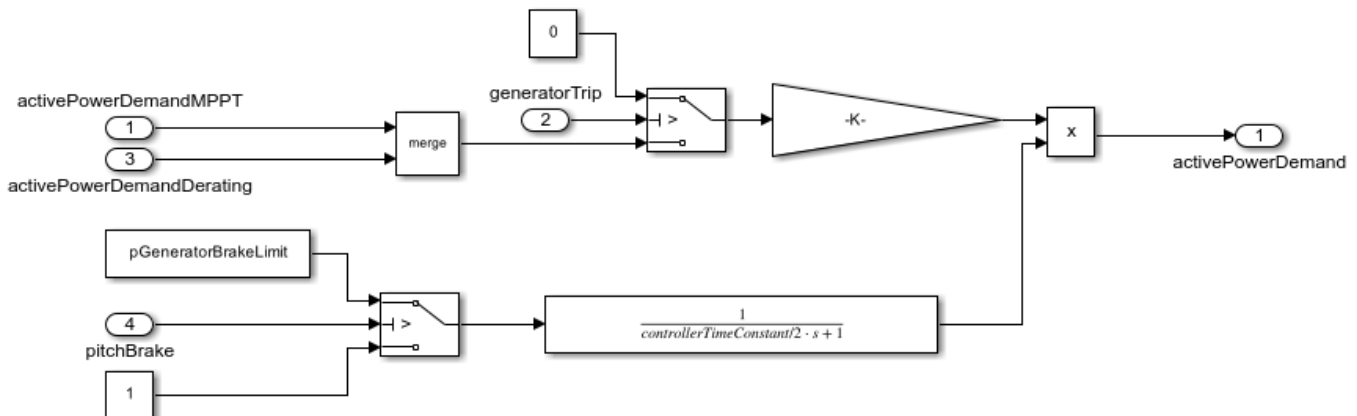 0
activePowerDemandMPPT
generatorTrip
1
2
>
-K-
x
1
merge
3
activePowerDemand
activePowerDemandDerating
pGeneratorBrakeLimit
4
>
1
controllerTimeConstant/2 · s + 1
pitchBrake
1